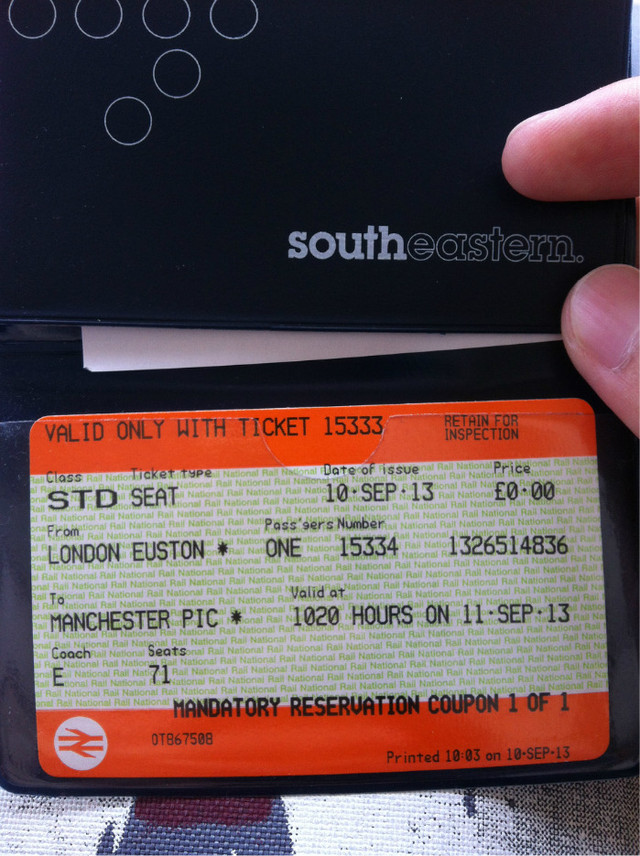 southeastern.
VALID ONLY WITH TICKET 15333
RETAIN FOR
INSPECTION
Class Ticket type Date of issue Price
STD SEAT 10·SEP·13 £0·00
From Pass'gers Number
LONDON EUSTON * ONE 15334 1326514836
To Valid at
MANCHESTER PIC * 1020 HOURS ON 11·SEP·13
Coach Seats
E 71
MANDATORY RESERVATION COUPON 1 OF 1
OTB6750B
Printed 10:03 on 10·SEP·13